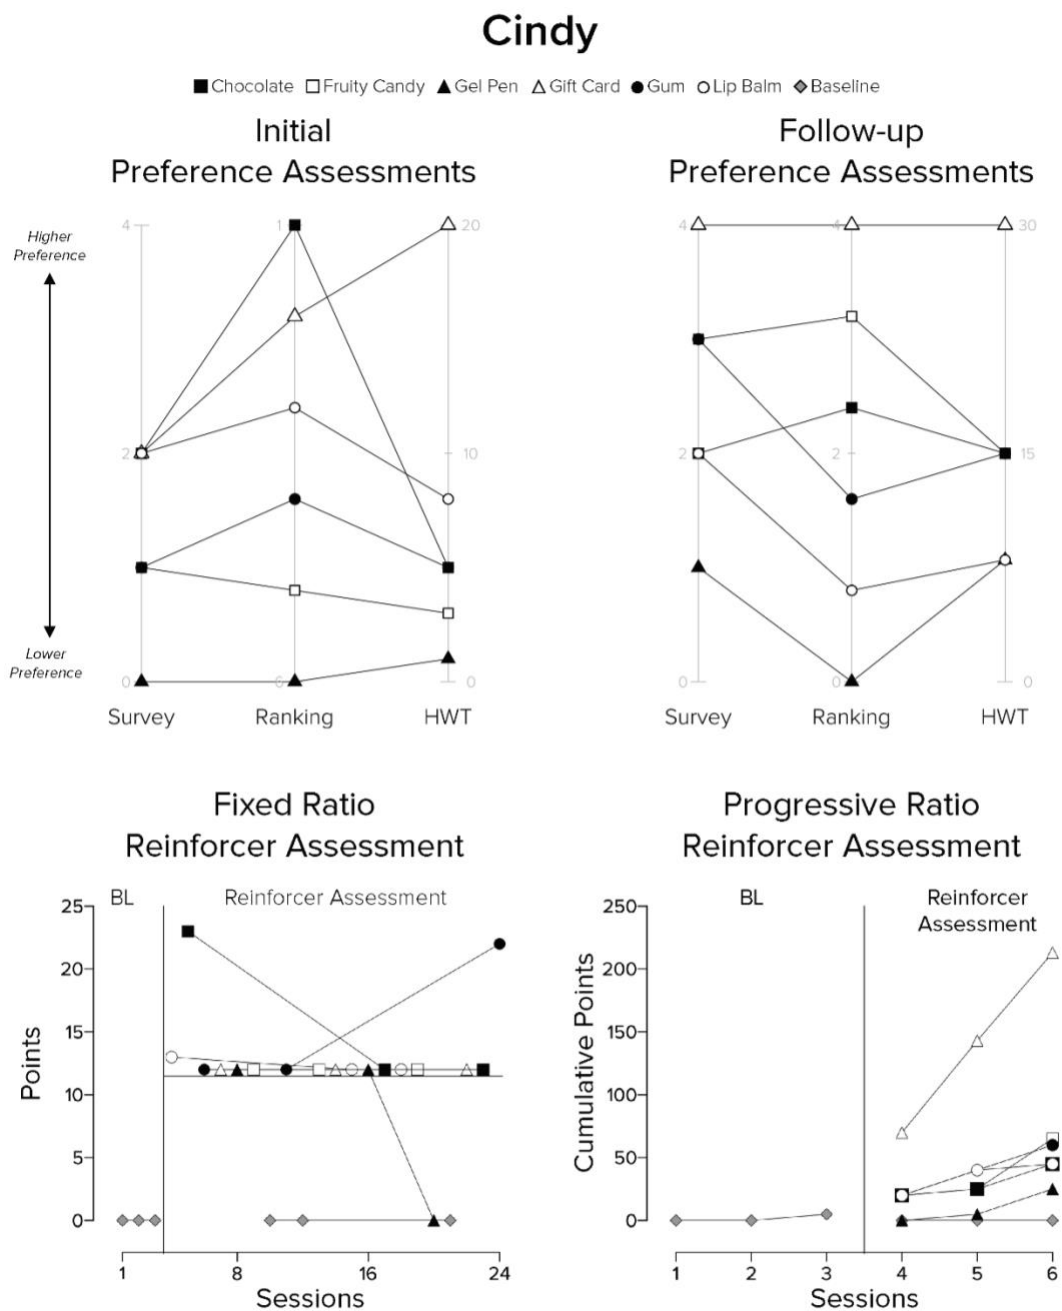 Cindy
Chocolate Fruity Candy Gel Pen Gift Card Gum Lip Balm Baseline
Initial
Preference Assessments
Follow-up
Preference Assessments
Higher
Preference
Lower
Preference
4 1 20
2 10
0 6 0
Survey Ranking HWT
4 4 30
2 2 15
0 0 0
Survey Ranking HWT
Fixed Ratio
Reinforcer Assessment
BL Reinforcer Assessment
Points
25
20
15
10
5
0
1 8 16 24
Sessions
Progressive Ratio
Reinforcer Assessment
BL Reinforcer
Assessment
Cumulative Points
250
200
150
100
50
0
1 2 3 4 5 6
Sessions